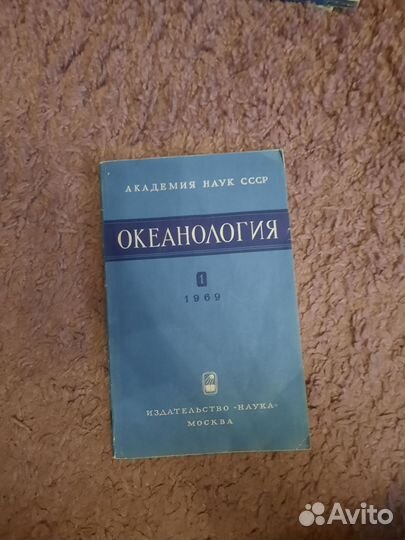 АКАДЕМИЯ НАУК СССР
ОКЕАНОЛОГИЯ
1
1969
ИЗДАТЕЛЬСТВО «НАУКА»
МОСКВА
Avito